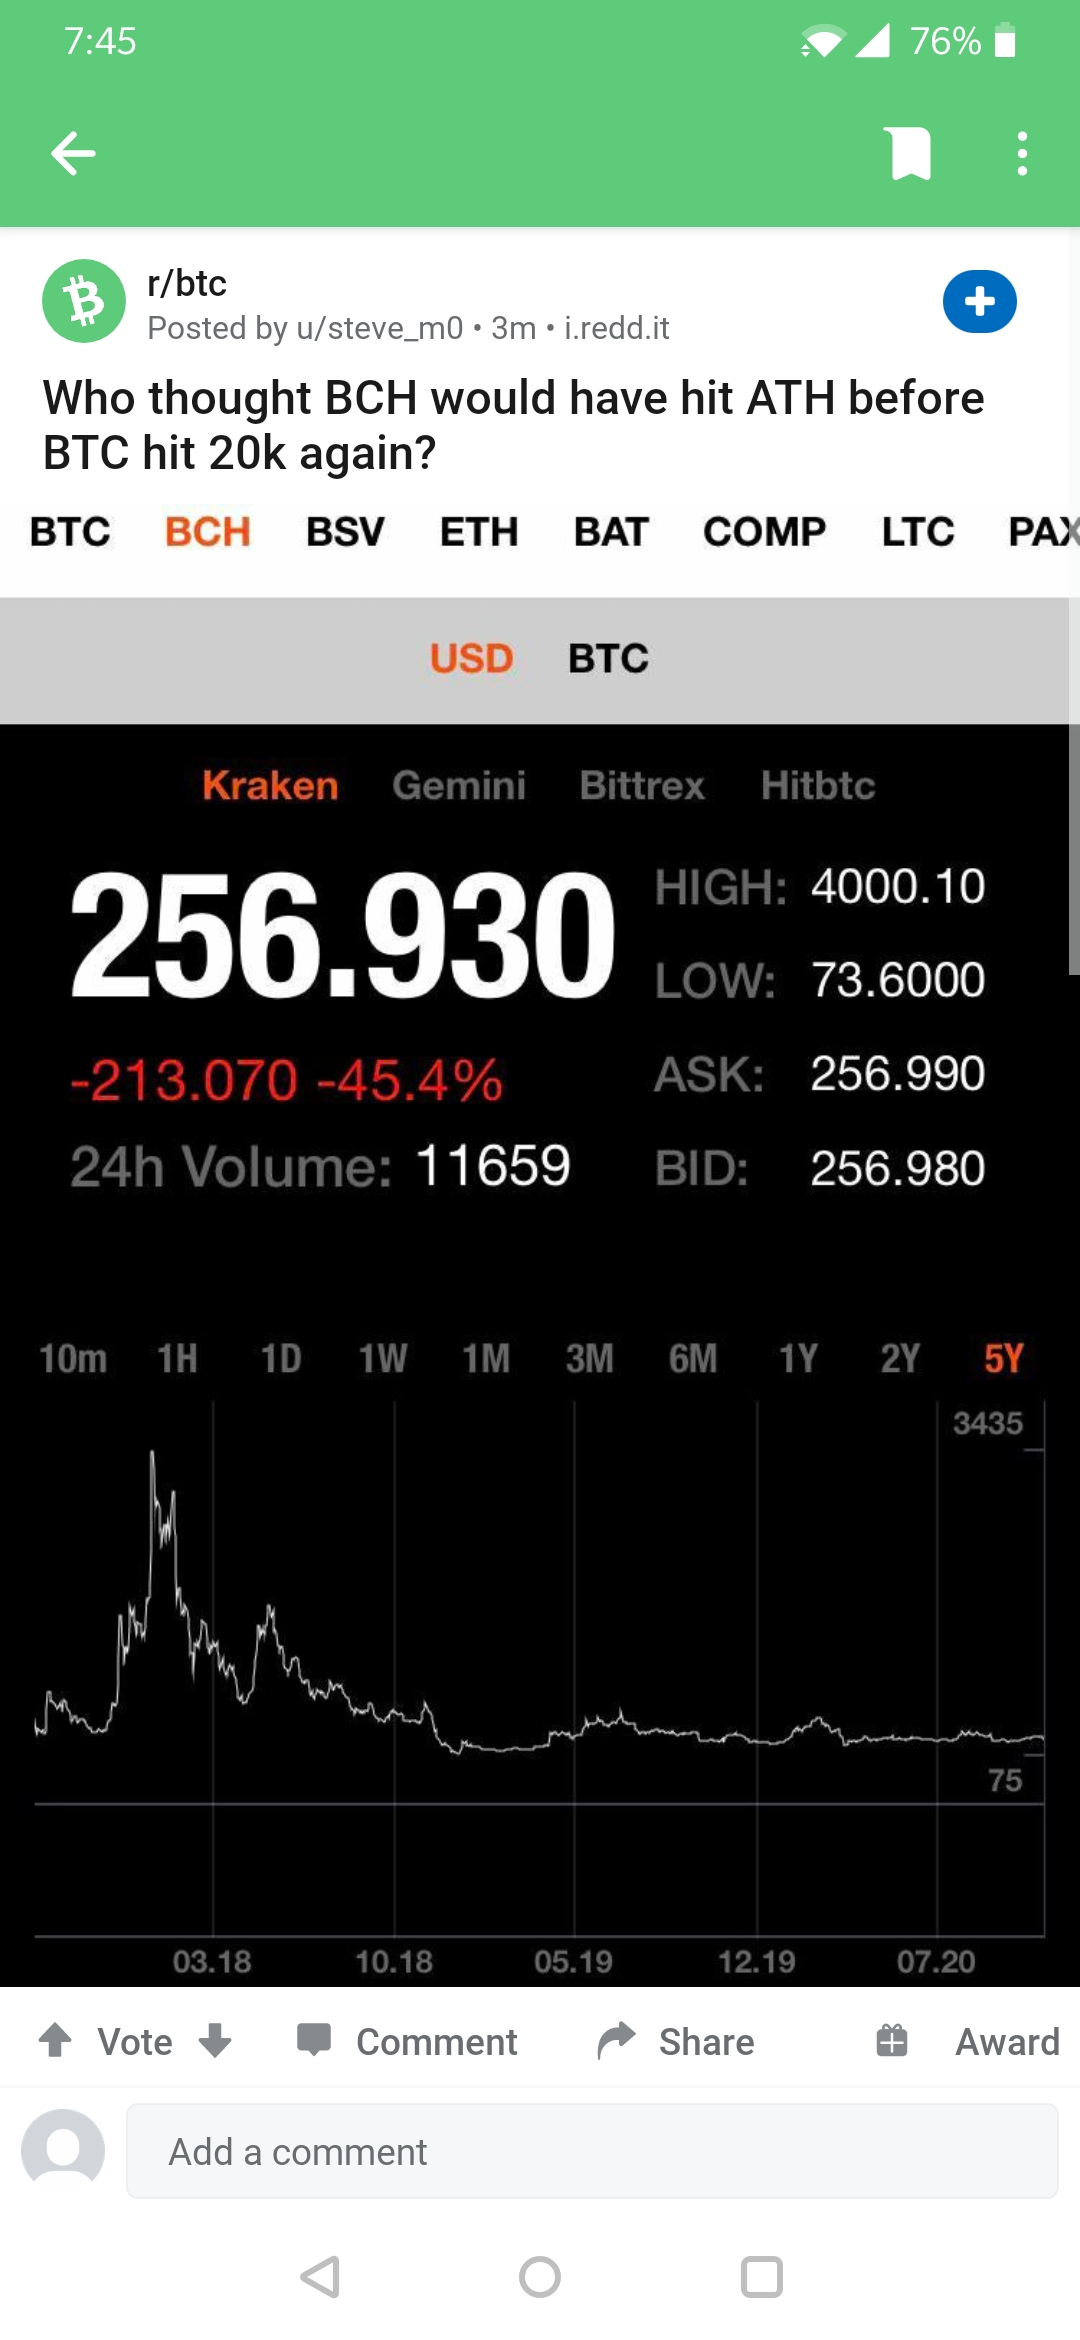 7:45
76%
r/btc
Posted by u/steve_m0 • 3m • i.redd.it
Who thought BCH would have hit ATH before
BTC hit 20k again?
BTC BCH BSV ETH BAT COMP LTC PAX
USD BTC
Kraken Gemini Bittrex Hitbtc
256.930
HIGH: 4000.10
LOW: 73.6000
-213.070 -45.4%
ASK: 256.990
24h Volume: 11659
BID: 256.980
10m 1H 1D 1W 1M 3M 6M 1Y 2Y 5Y
3435
75
03.18 10.18 05.19 12.19 07.20
Vote Comment Share Award
Add a comment